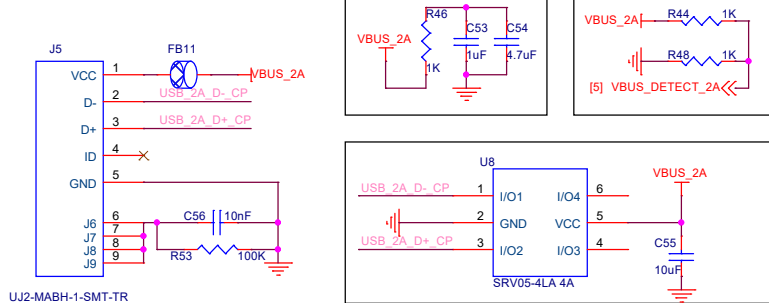 J5
FB11
VCC 1
VBUS_2A
D- 2 USB_2A_D-_CP
D+ 3 USB_2A_D+_CP
ID 4
GND 5
J6 6
J7 7
J8 8
J9 9
C56 10nF
R53 100K
UJ2-MABH-1-SMT-TR
R46
VBUS_2A
1K
C53
1uF
C54
4.7uF
VBUS_2A R44 1K
R48 1K
[5] VBUS_DETECT_2A
U8
USB_2A_D-_CP 1 I/O1 I/O4 6
2 GND VCC 5
USB_2A_D+_CP 3 I/O2 I/O3 4
SRV05-4LA 4A
VBUS_2A
C55
10uF